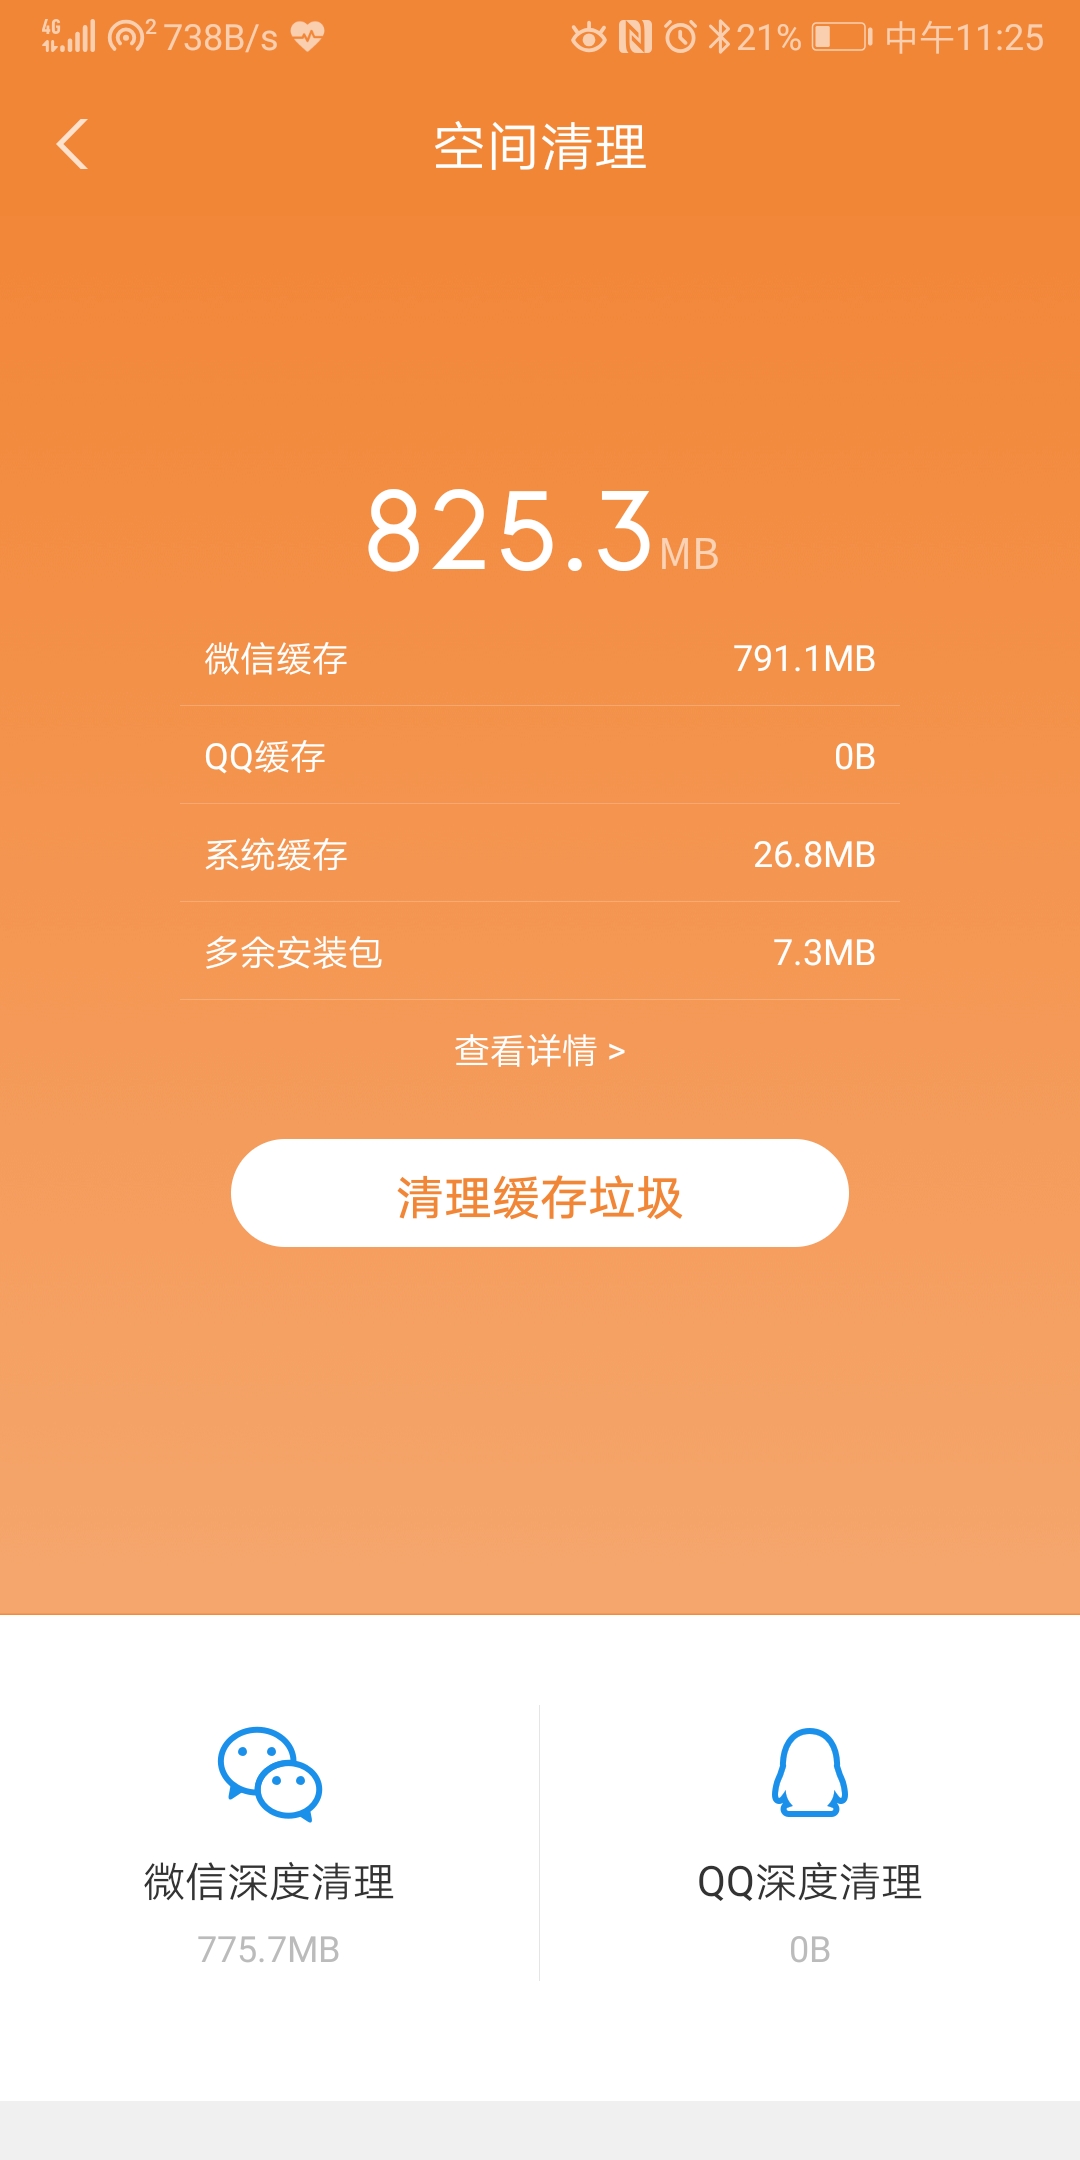 4G 2 738B/s 21% 中午11:25
空间清理
825.3MB
微信缓存 791.1MB
QQ缓存 0B
系统缓存 26.8MB
多余安装包 7.3MB
查看详情 >
清理缓存垃圾
微信深度清理 QQ深度清理
775.7MB 0B